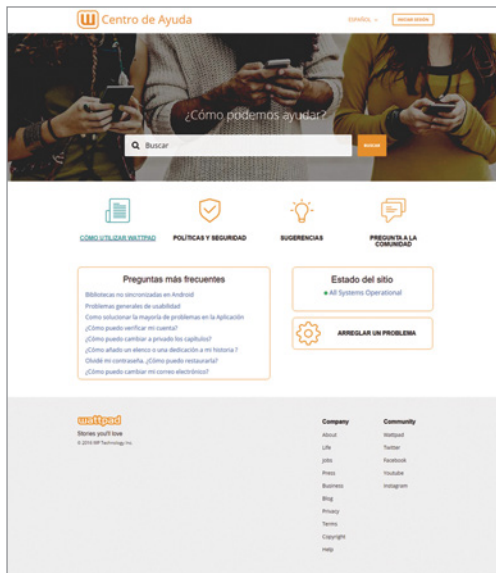 W Centro de Ayuda
ESPAÑOL
INICIAR SESIÓN
¿Cómo podemos ayudar?
Buscar
BUSCAR
CÓMO UTILIZAR WATTPAD
POLÍTICAS Y SEGURIDAD
SUGERENCIAS
PREGUNTA A LA
COMUNIDAD
Preguntas más frecuentes
Bibliotecas no sincronizadas en Android
Problemas generales de usabilidad
Como solucionar la mayoría de problemas en la Aplicación
¿Cómo puedo verificar mi cuenta?
¿Cómo puedo cambiar a privado los capítulos?
¿Cómo añado un elenco o una dedicación a mi historia ?
Olvidé mi contraseña. ¿Cómo puedo restaurarla?
¿Cómo puedo cambiar mi correo electrónico?
Estado del sitio
All Systems Operational
ARREGLAR UN PROBLEMA
wattpad
Stories you'll love
© 2016 WP Technology, Inc.
Company
About
Life
Jobs
Press
Business
Blog
Privacy
Terms
Copyright
Help
Community
Wattpad
Twitter
Facebook
Youtube
Instagram